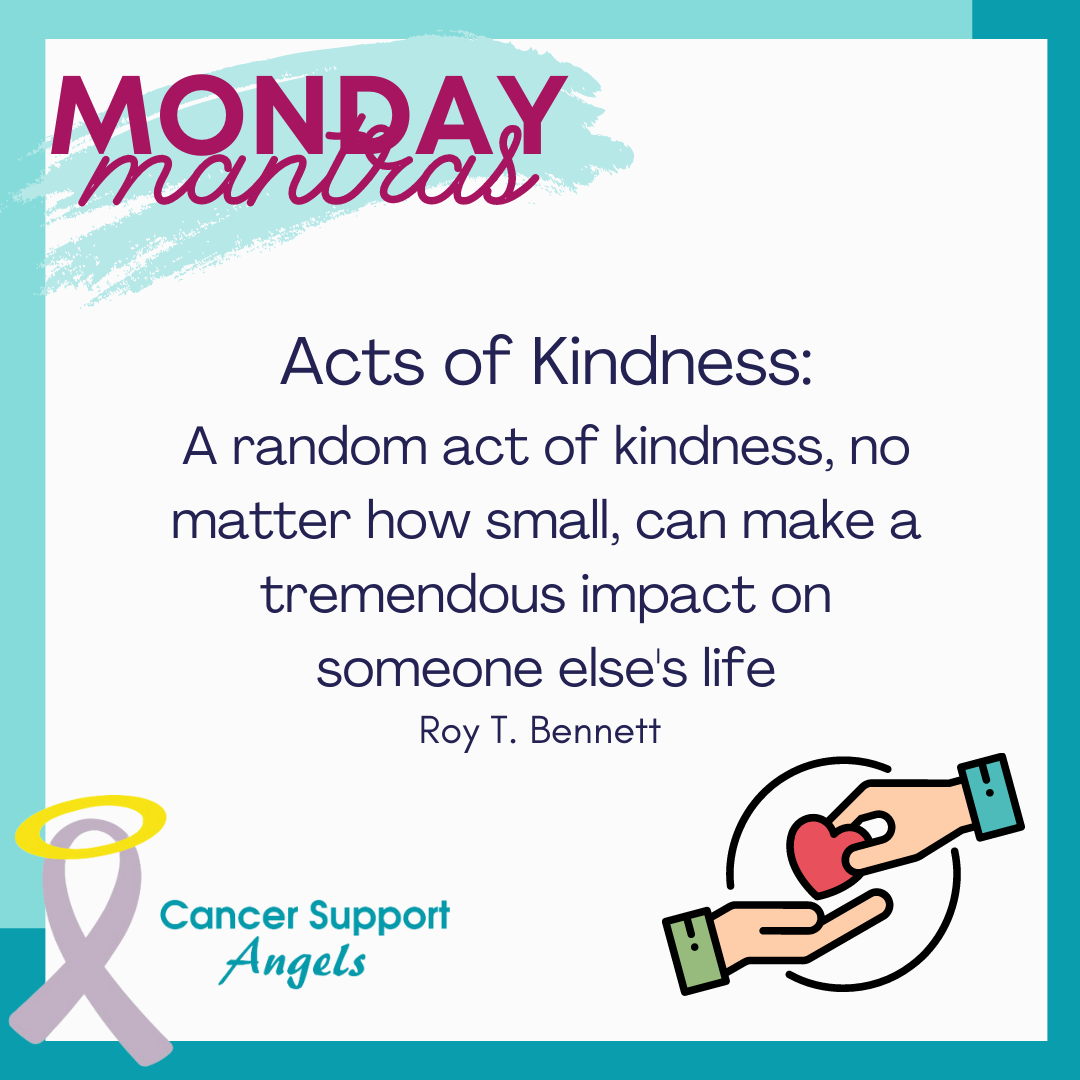 MONDAY
mantras
Acts of Kindness:
A random act of kindness, no
matter how small, can make a
tremendous impact on
someone else's life
Roy T. Bennett
Cancer Support
Angels